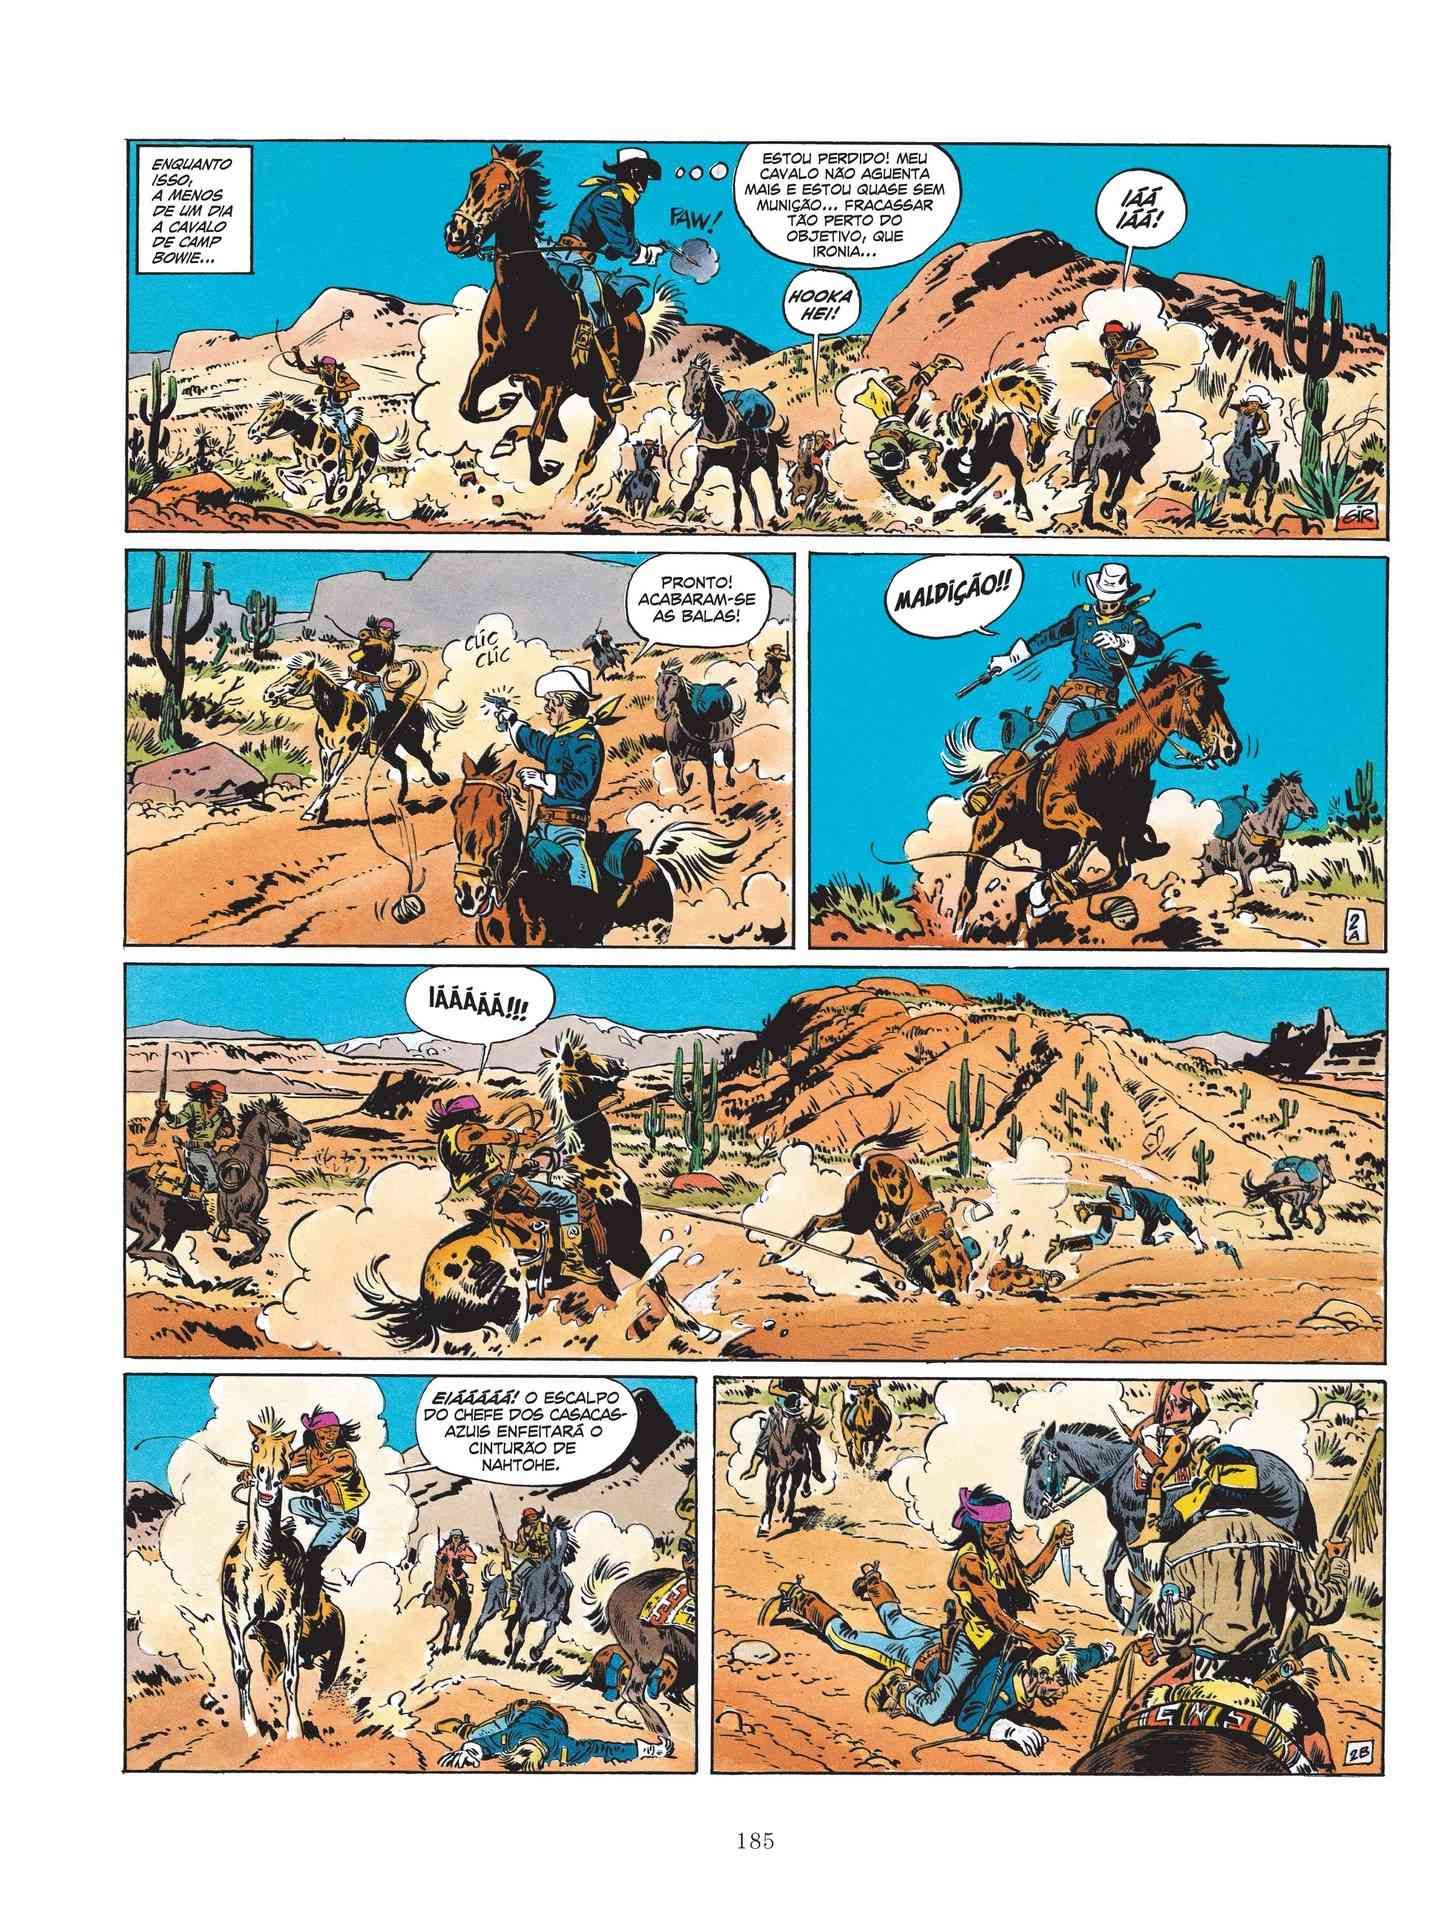 ENQUANTO
ISSO,
A MENOS
DE UM DIA
A CAVALO
DE CAMP
BOWIE...
PAW!
ESTOU PERDIDO! MEU
CAVALO NÃO AGUENTA
MAIS E ESTOU QUASE SEM
MUNIÇÃO... FRACASSAR
TÃO PERTO DO
OBJETIVO, QUE
IRONIA...
HOOKA
HEI!
IÁÁ
IÁÁ!
GIR
CLIC
CLIC
PRONTO!
ACABARAM-SE
AS BALAS!
MALDIÇÃO!!
2
A
IÁÁÁÁÁ!!!
EIÁÁÁÁÁ! O ESCALPO
DO CHEFE DOS CASACAS-
AZUIS ENFEITARÁ O
CINTURÃO DE
NAHTOHE.
2B
185